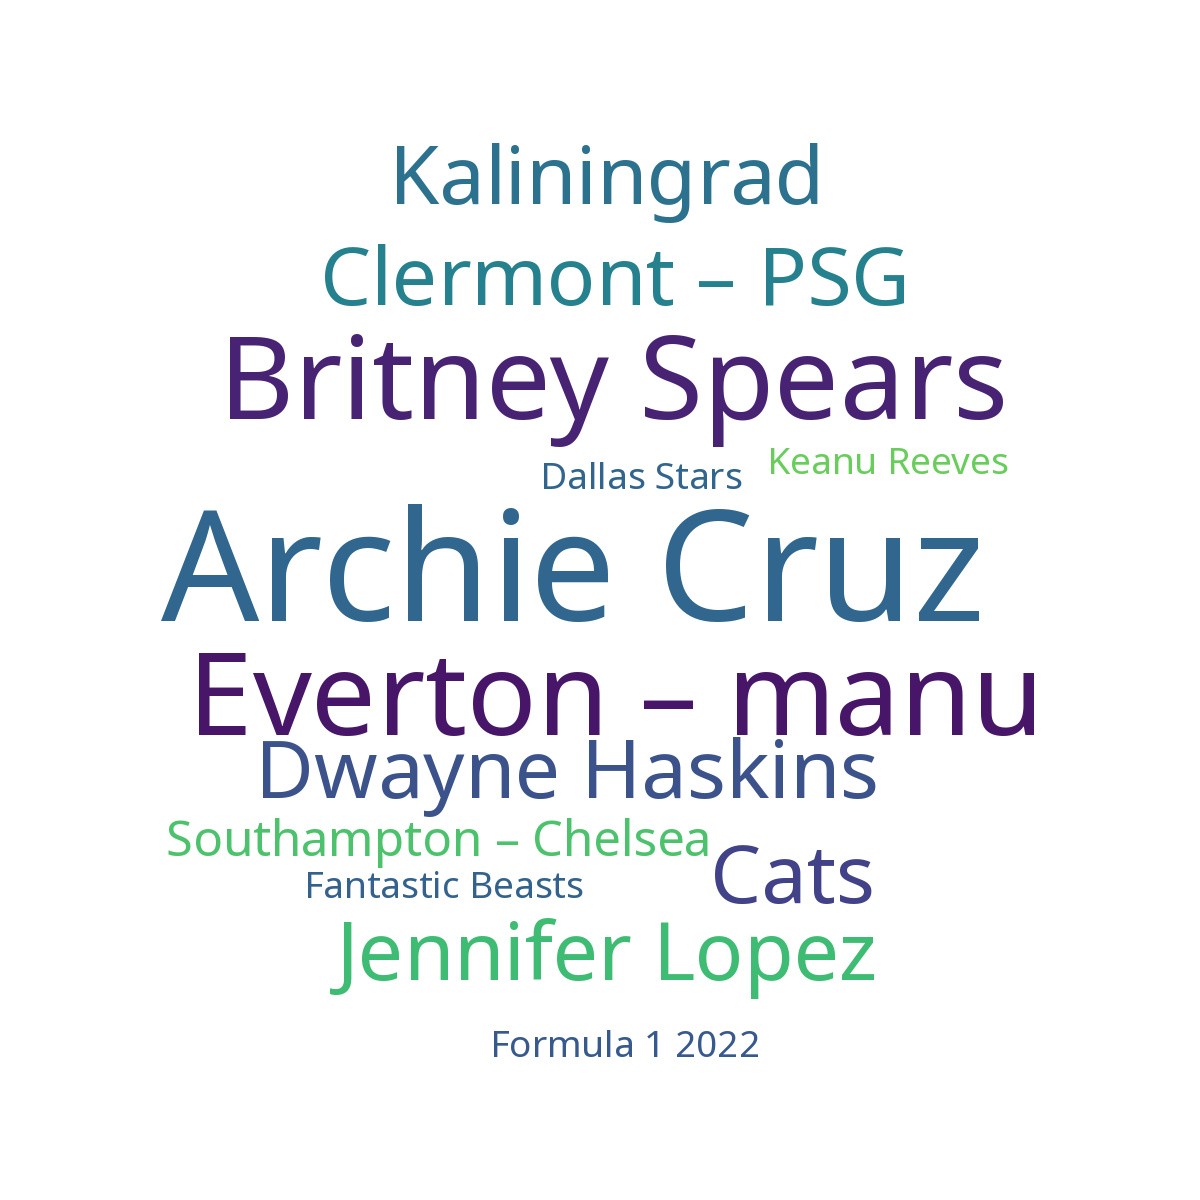 Kaliningrad
Clermont – PSG
Britney Spears
Keanu Reeves
Dallas Stars
Archie Cruz
Everton – manu
Dwayne Haskins
Southampton – Chelsea
Cats
Fantastic Beasts
Jennifer Lopez
Formula 1 2022